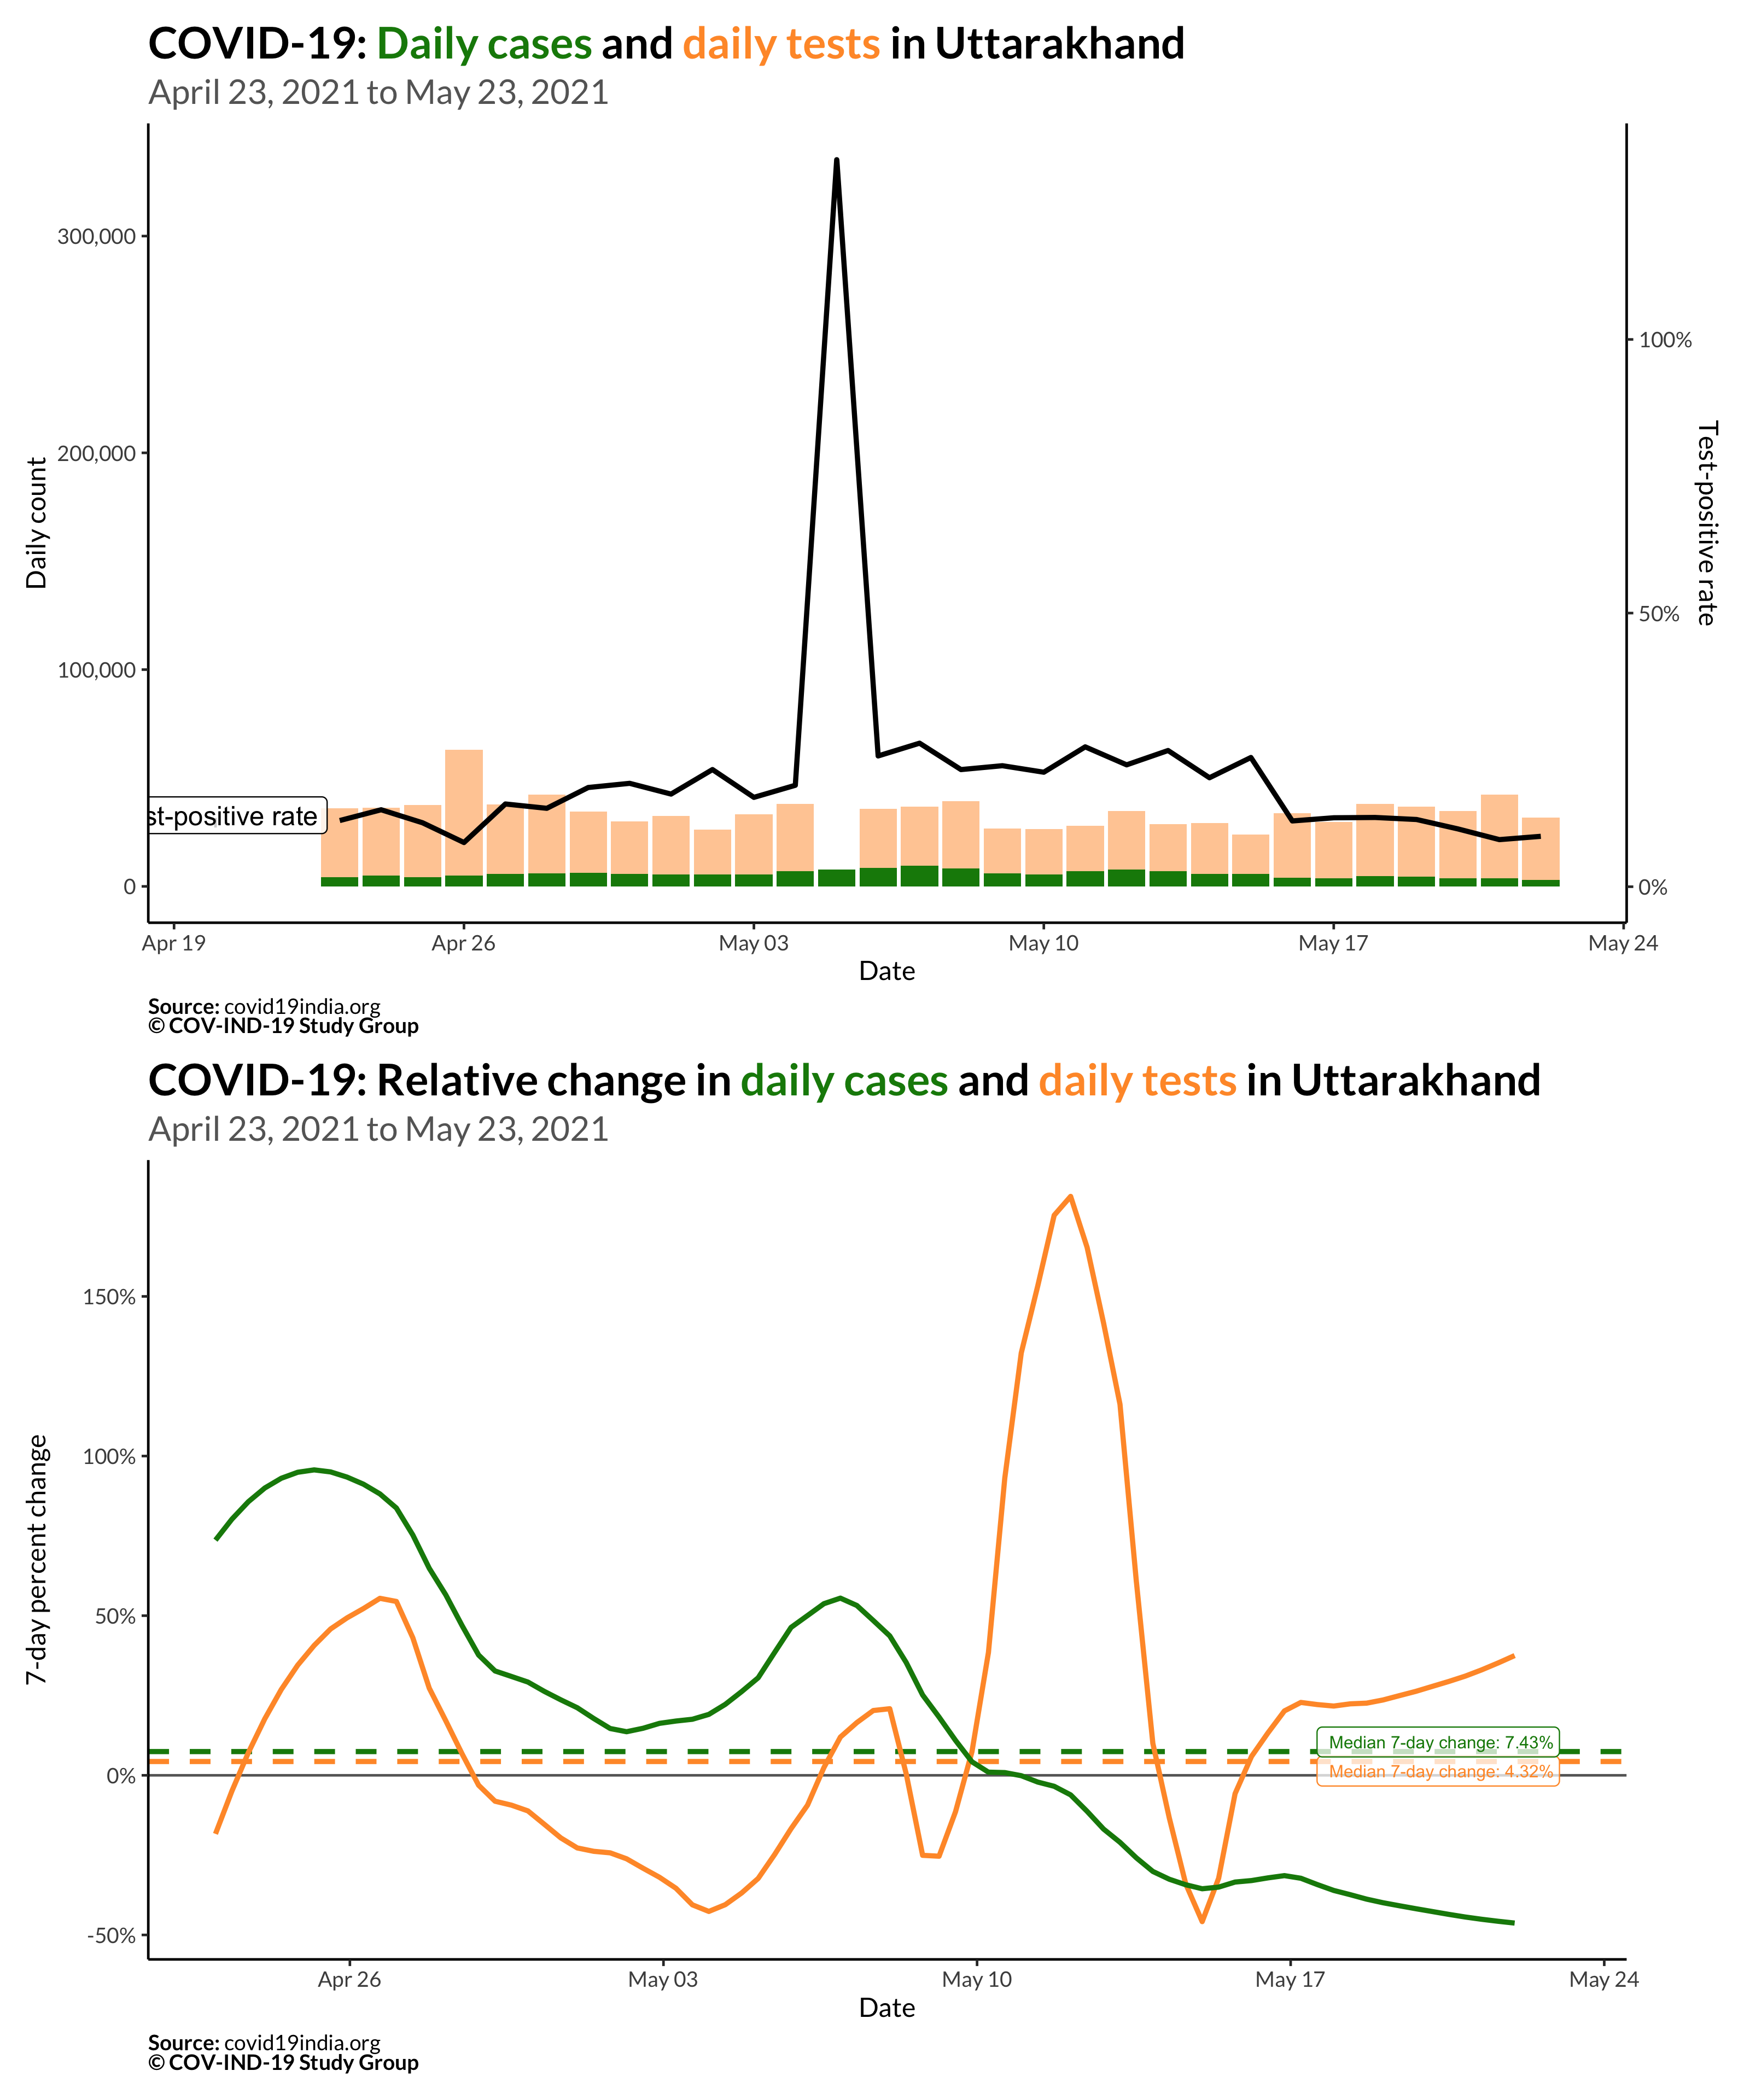 COVID-19: Daily cases and daily tests in Uttarakhand
April 23, 2021 to May 23, 2021
300,000
200,000
100,000
0
Daily count
100%
50%
0%
Test-positive rate
st-positive rate
Apr 19
Apr 26
May 03
May 10
May 17
May 24
Date
Source: covid19india.org
© COV-IND-19 Study Group
COVID-19: Relative change in daily cases and daily tests in Uttarakhand
April 23, 2021 to May 23, 2021
150%
100%
50%
0%
-50%
7-day percent change
Median 7-day change: 7.43%
Median 7-day change: 4.32%
Apr 26
May 03
May 10
May 17
May 24
Date
Source: covid19india.org
© COV-IND-19 Study Group